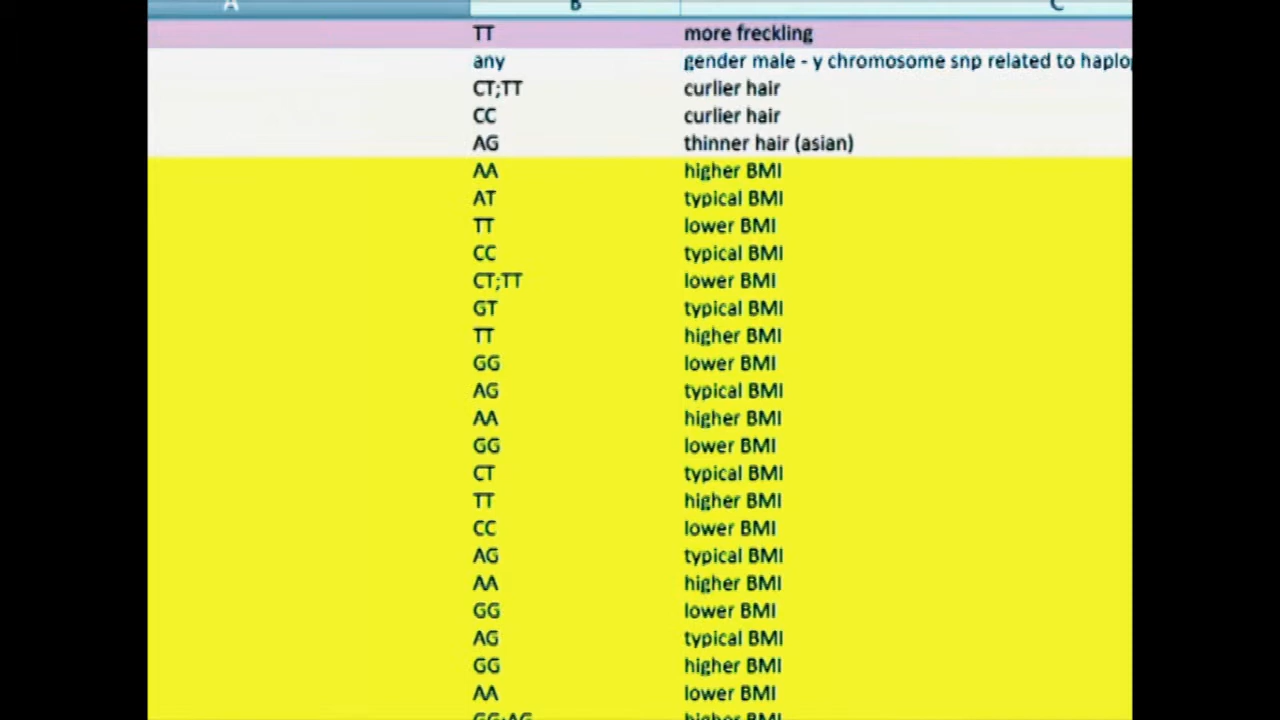 A B C
TT more freckling
any gender male - y chromosome snp related to haplo
CT;TT curlier hair
CC curlier hair
AG thinner hair (asian)
AA higher BMI
AT typical BMI
TT lower BMI
CC typical BMI
CT;TT lower BMI
GT typical BMI
TT higher BMI
GG lower BMI
AG typical BMI
AA higher BMI
GG lower BMI
CT typical BMI
TT higher BMI
CC lower BMI
AG typical BMI
AA higher BMI
GG lower BMI
AG typical BMI
GG higher BMI
AA lower BMI
GG;AG higher BMI